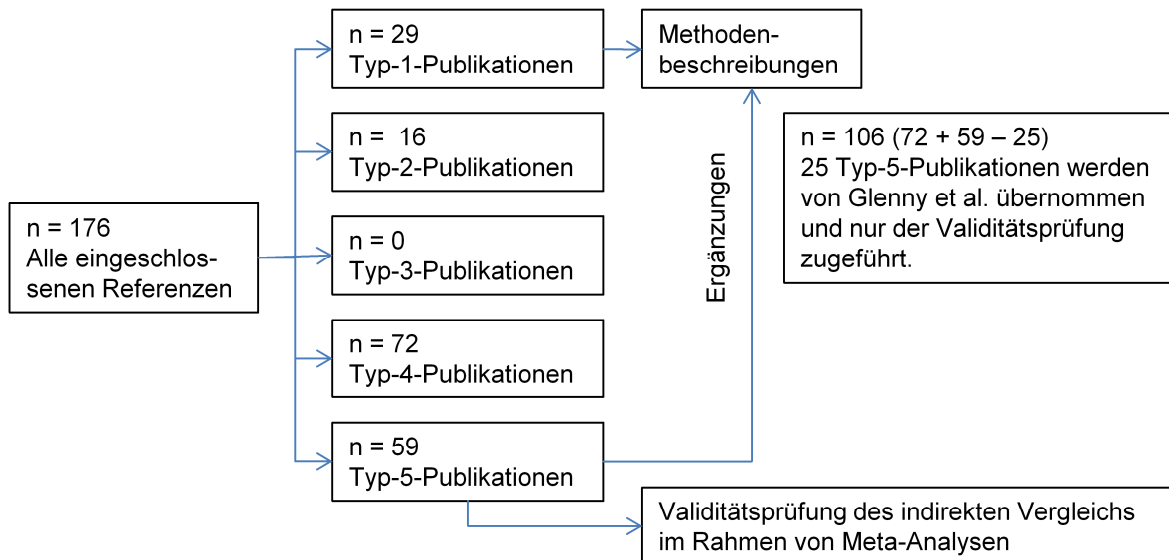 n = 176
Alle eingeschlos-
senen Referenzen
n = 29
Typ-1-Publikationen
n =  16
Typ-2-Publikationen
n = 0
Typ-3-Publikationen
n = 72
Typ-4-Publikationen
n = 59
Typ-5-Publikationen
Methoden-
beschreibungen
Ergänzungen
n = 106 (72 + 59 – 25)
25 Typ-5-Publikationen werden
von Glenny et al. übernommen
und nur der Validitätsprüfung
zugeführt.
Validitätsprüfung des indirekten Vergleichs
im Rahmen von Meta-Analysen